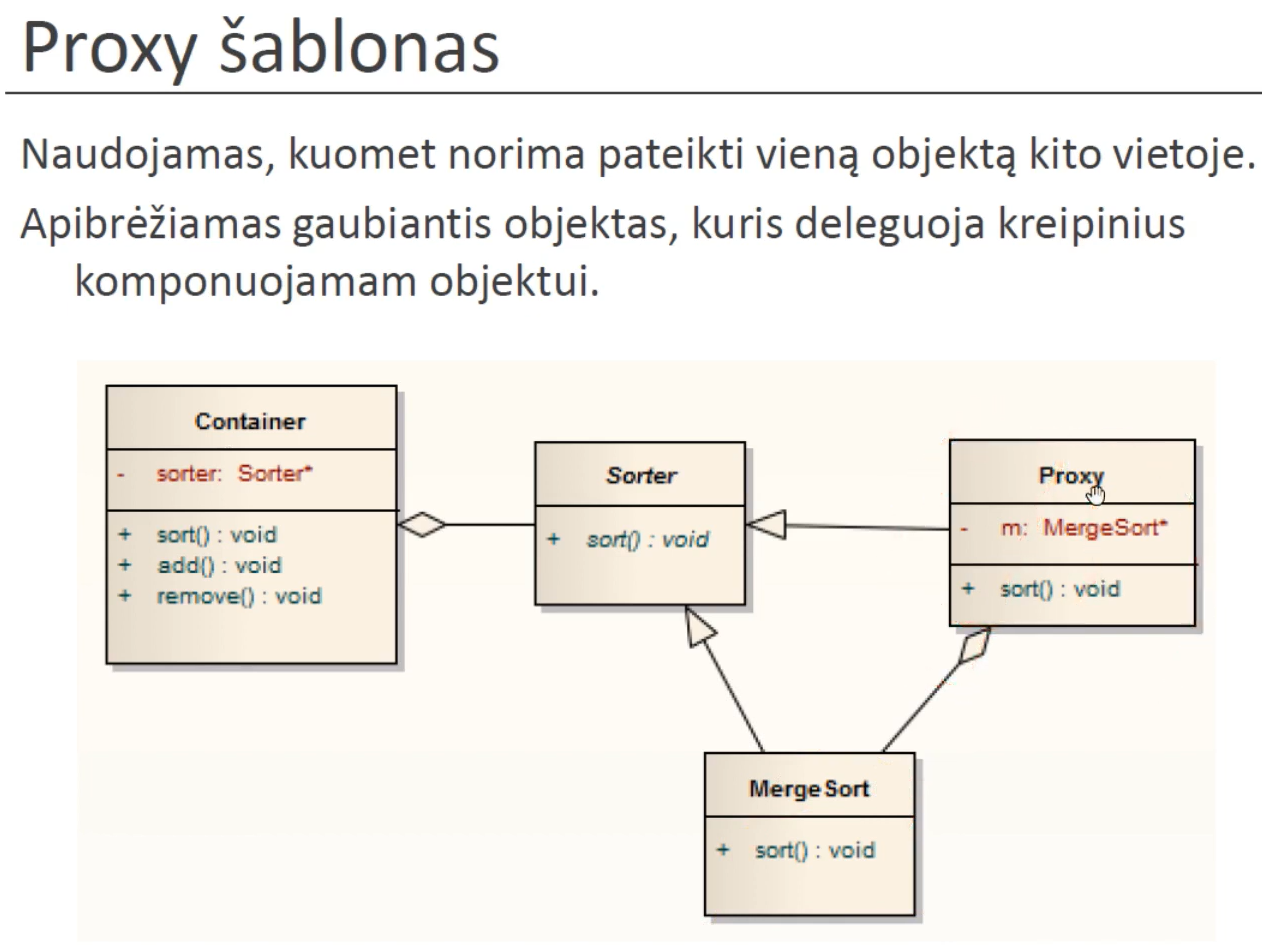 Proxy šablonas
Naudojamas, kuomet norima pateikti vieną objektą kito vietoje.
Apibrėžiamas gaubiantis objektas, kuris deleguoja kreipinius
komponuojamam objektui.
Container
- sorter: Sorter*
+ sort() : void
+ add() : void
+ remove() : void
Sorter
+ sort() : void
Proxy
- m: MergeSort*
+ sort() : void
MergeSort
+ sort() : void